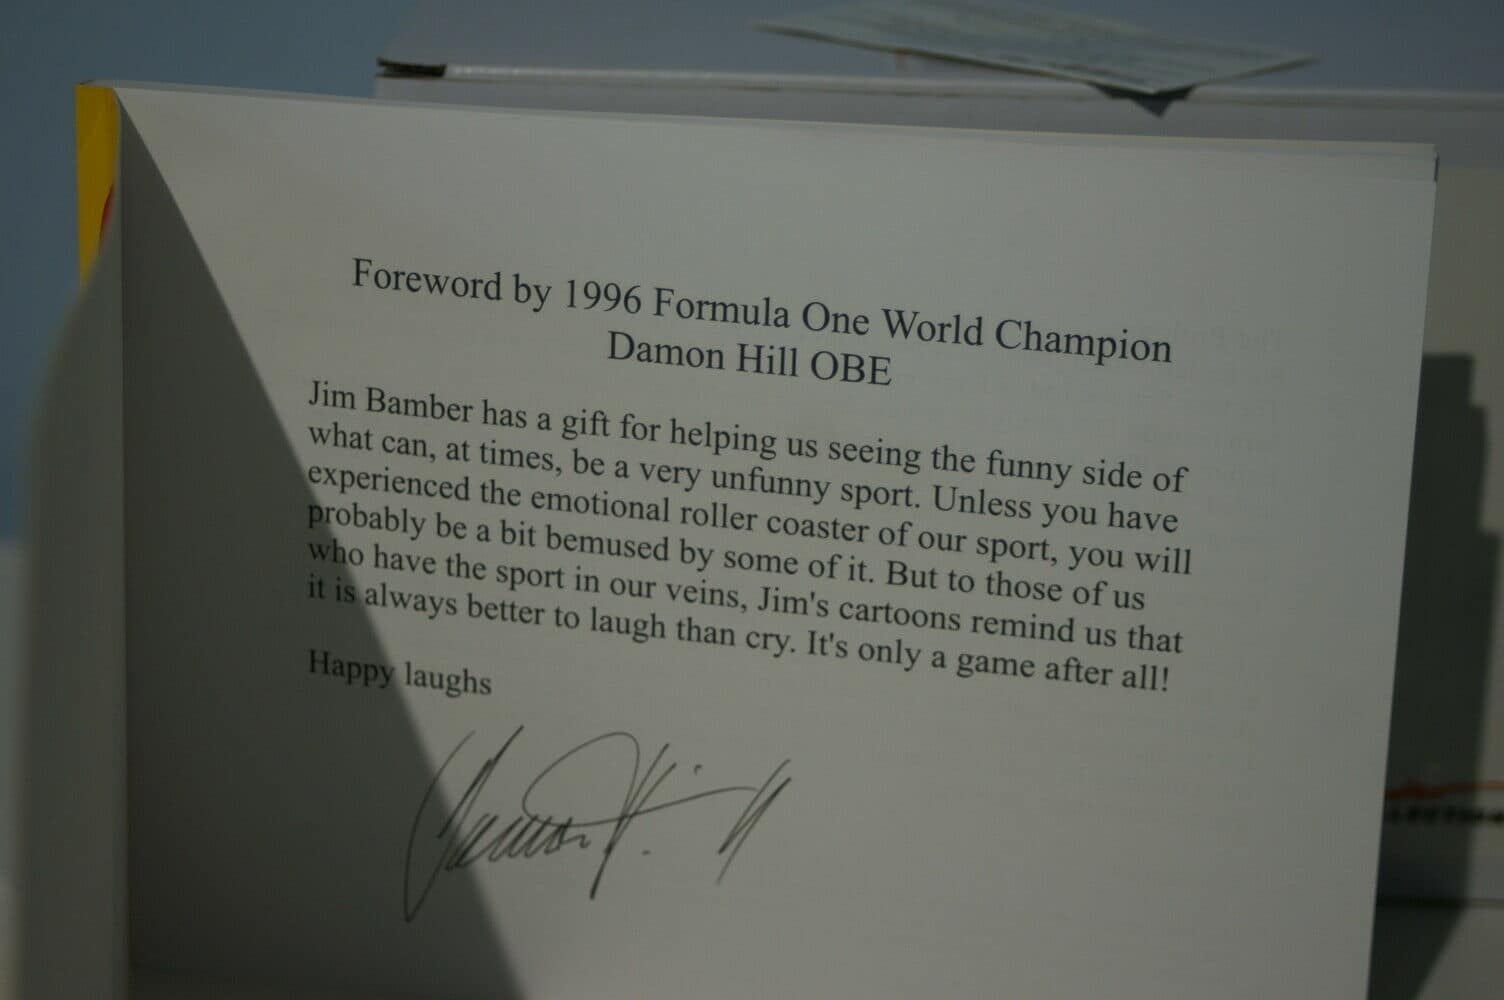 Foreword by 1996 Formula One World Champion
Damon Hill OBE
Jim Bamber has a gift for helping us seeing the funny side of
what can, at times, be a very unfunny sport. Unless you have
experienced the emotional roller coaster of our sport, you will
probably be a bit bemused by some of it. But to those of us
who have the sport in our veins, Jim's cartoons remind us that
it is always better to laugh than cry. It's only a game after all!
Happy laughs
Damon Hill